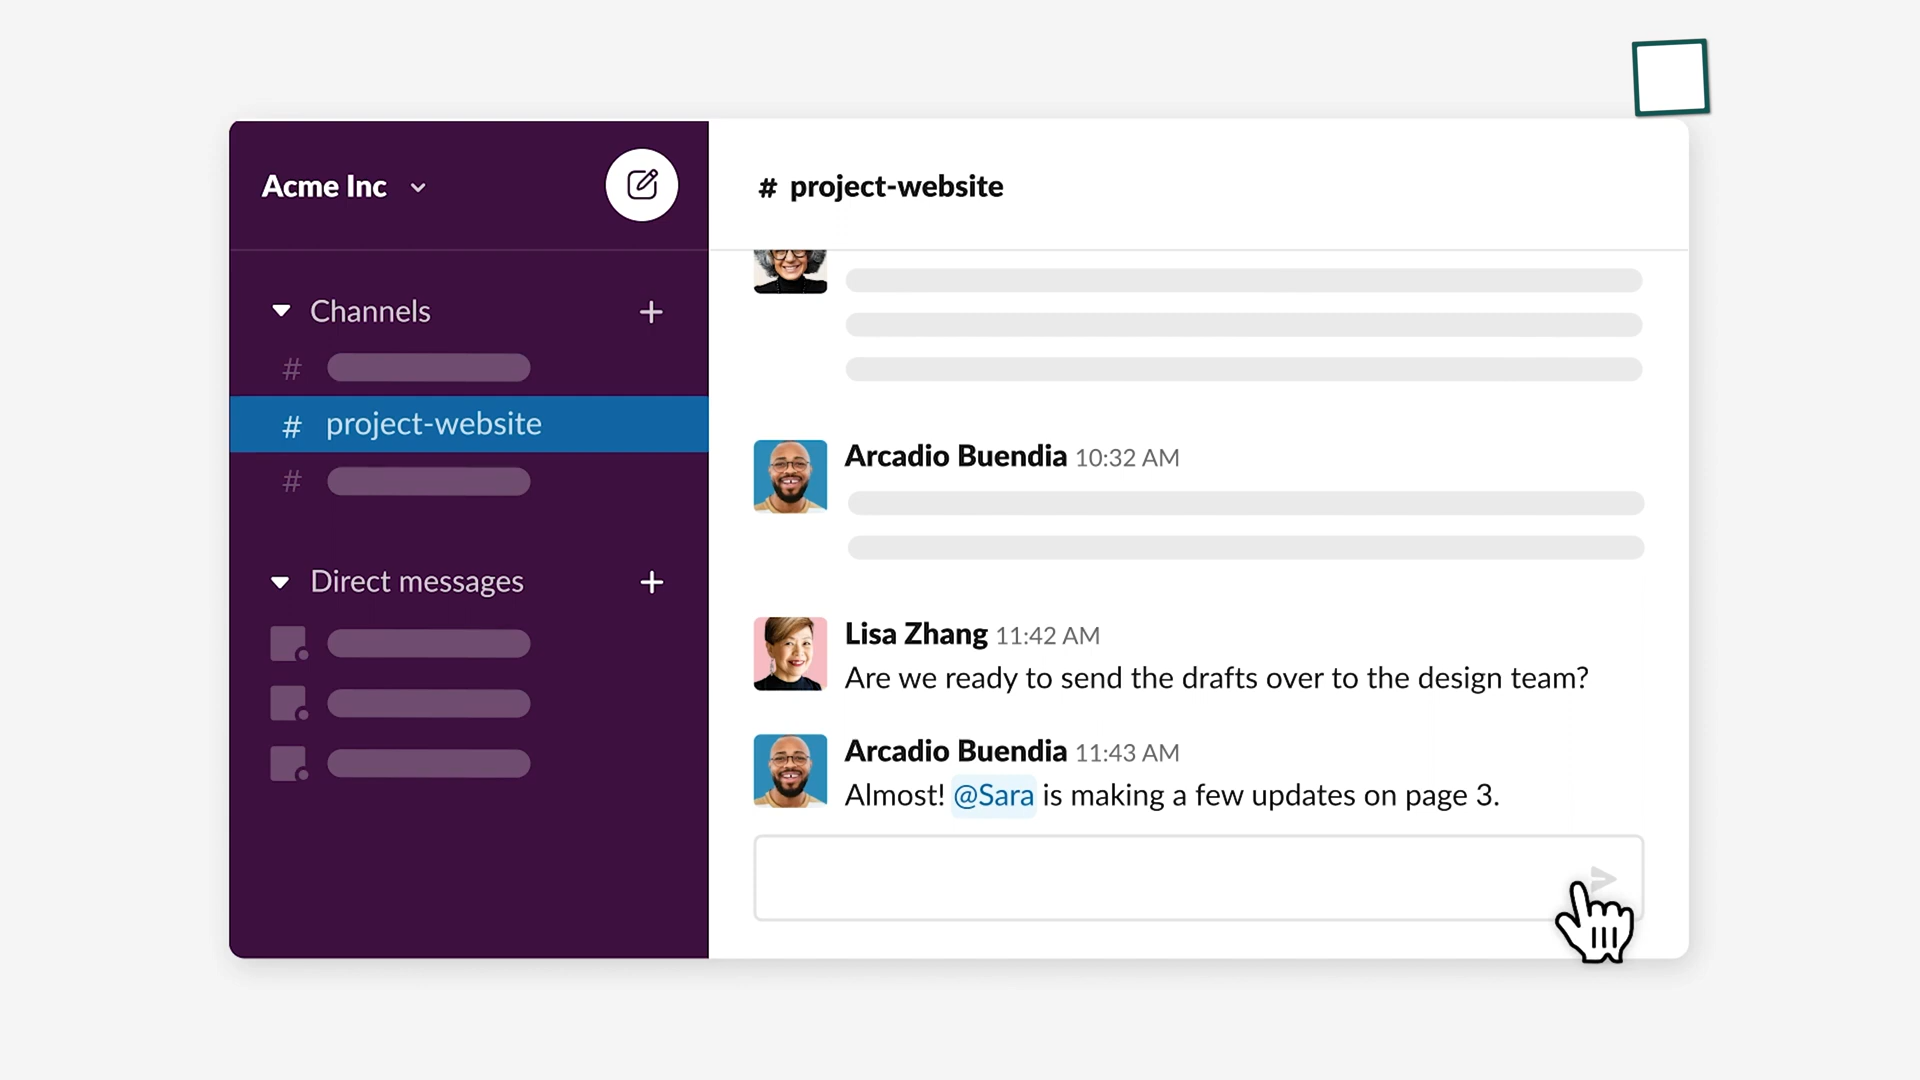 Acme Inc
# project-website
Channels
#
# project-website
#
Direct messages
Arcadio Buendia 10:32 AM
Lisa Zhang 11:42 AM
Are we ready to send the drafts over to the design team?
Arcadio Buendia 11:43 AM
Almost! @Sara is making a few updates on page 3.